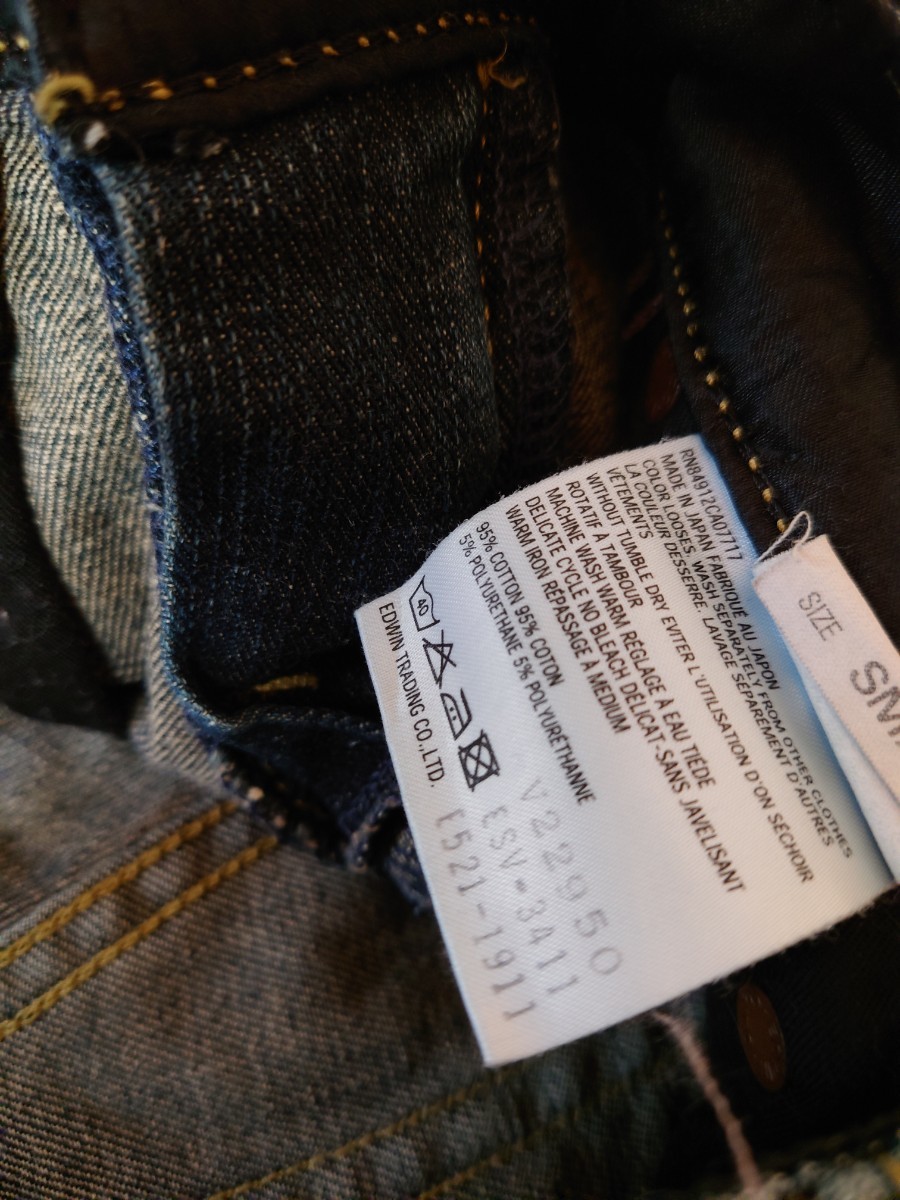 RN84912CA07717
MADE IN JAPAN FABRIQUÉ AU JAPON
COLOR LOOSES. WASH SEPARATELY FROM OTHER CLOTHES
LA COULEUR DESSERRE. LAVAGE SÉPARÉMENT D'AUTRES
VÊTEMENTS
WITHOUT TUMBLE DRY EVITER L'UTILISATION D'ON SECHOIR
ROTATIF A TAMBOUR
MACHINE WASH WARM RÉGLAGE À EAU TIÈDE
DELICATE CYCLE NO BLEACH DÉLICAT-SANS JAVELISANT
WARM IRON REPASSAGE À MEDIUM
95% COTTON 95% COTON
5% POLYURETHANE 5% POLYURÉTHANNE
40
EDWIN TRADING CO.,LTD.
V22950
ESV-3411
E521-1911
SIZE